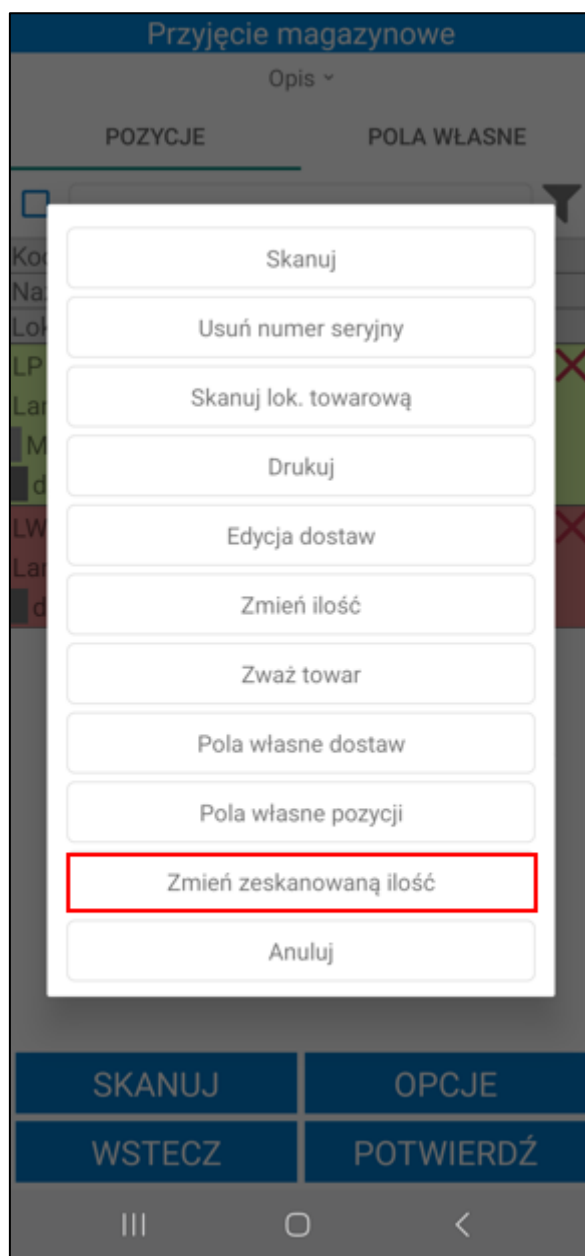 Przyjęcie magazynowe
Opis
POZYCJE POLA WŁASNE
Skanuj
Usuń numer seryjny
Skanuj lok. towarową
Drukuj
Edycja dostaw
Zmień ilość
Zważ towar
Pola własne dostaw
Pola własne pozycji
Zmień zeskanowaną ilość
Anuluj
LP
SKANUJ OPCJE
WSTECZ POTWIERDŹ